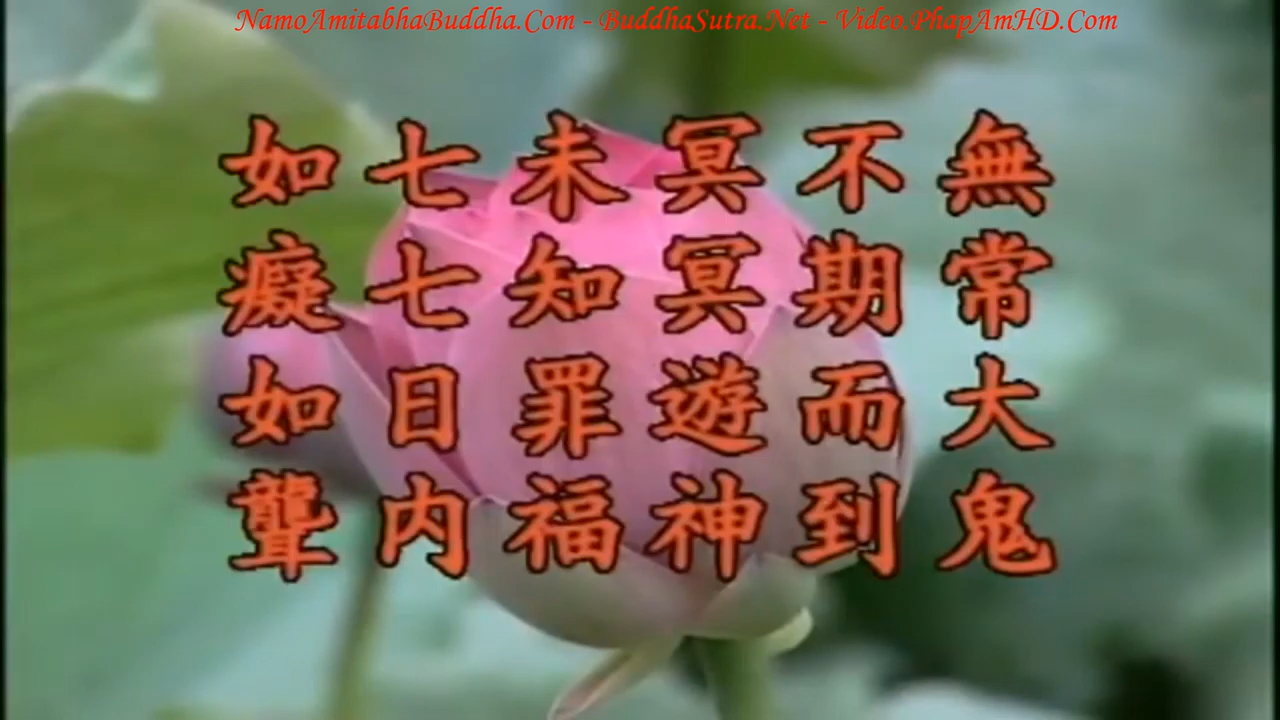 NamoAmitabhaBuddha.Com - BuddhaSutra.Net - Video.PhapAmHD.Com
無常大鬼
不期而到
冥冥遊神
未知罪福
七七日內
如癡如聾